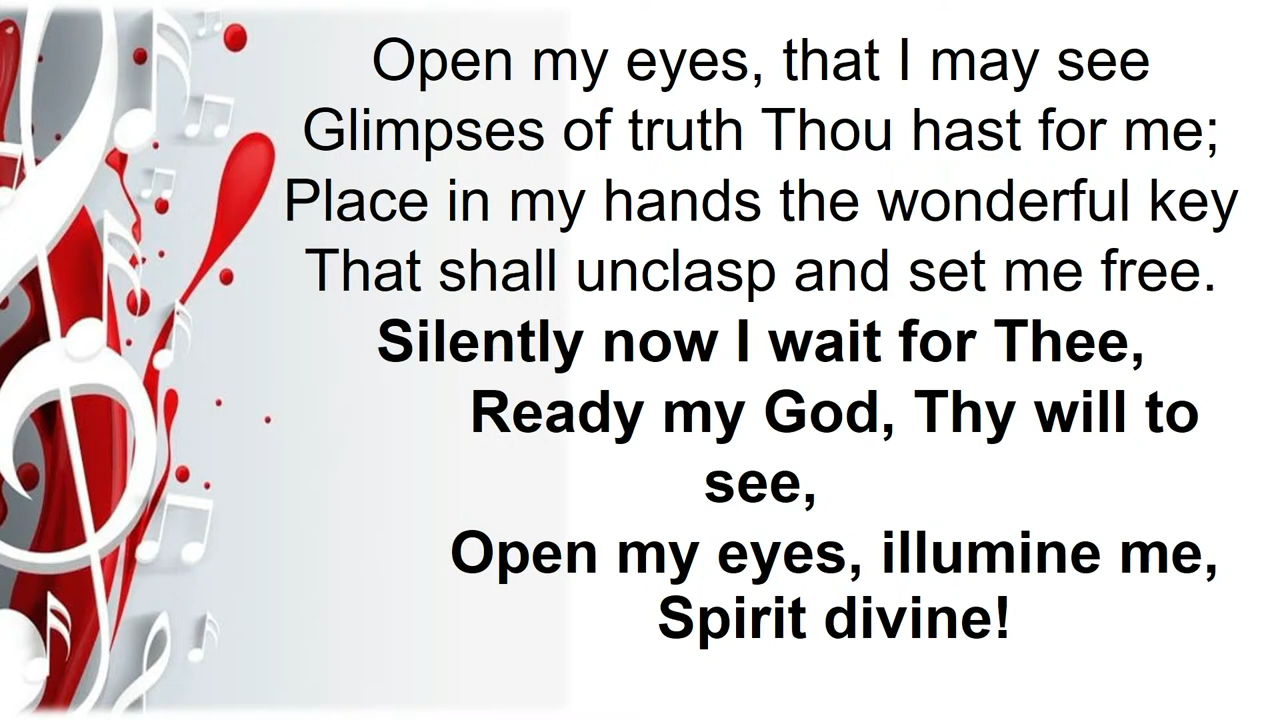 Open my eyes, that I may see
Glimpses of truth Thou hast for me;
Place in my hands the wonderful key
That shall unclasp and set me free.
Silently now I wait for Thee,
Ready my God, Thy will to
see,
Open my eyes, illumine me,
Spirit divine!